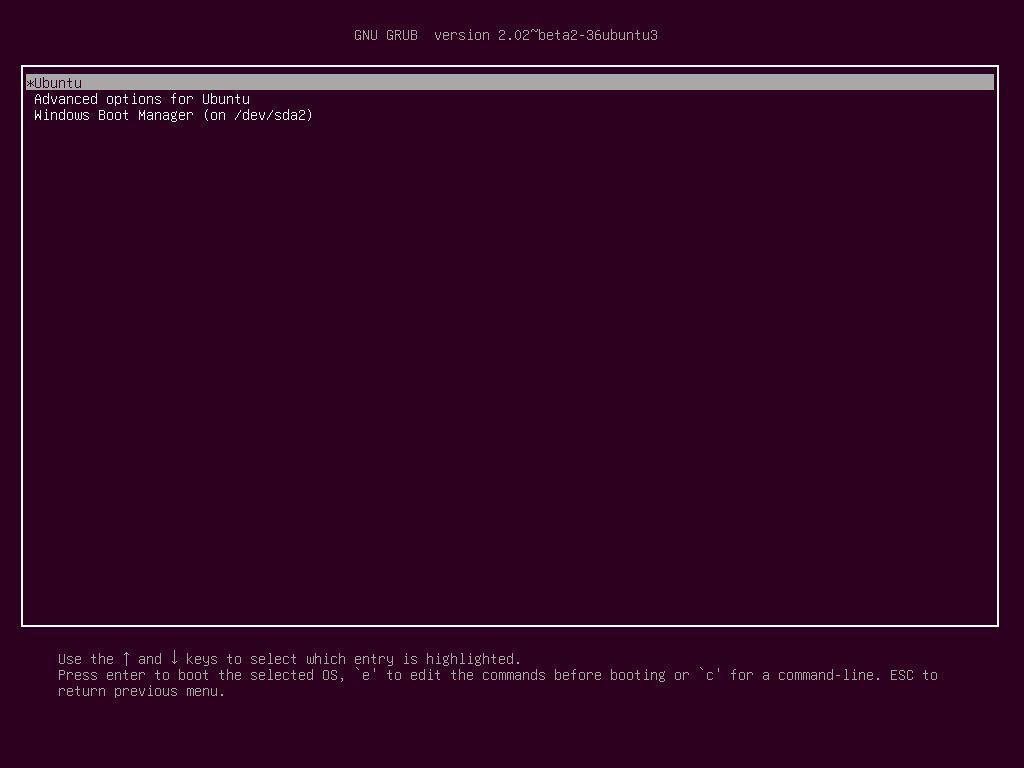 GNU GRUB  version 2.02~beta2-36ubuntu3
*Ubuntu
Advanced options for Ubuntu
Windows Boot Manager (on /dev/sda2)
Use the ↑ and ↓ keys to select which entry is highlighted.
Press enter to boot the selected OS, `e' to edit the commands before booting or `c' for a command-line. ESC to
return previous menu.